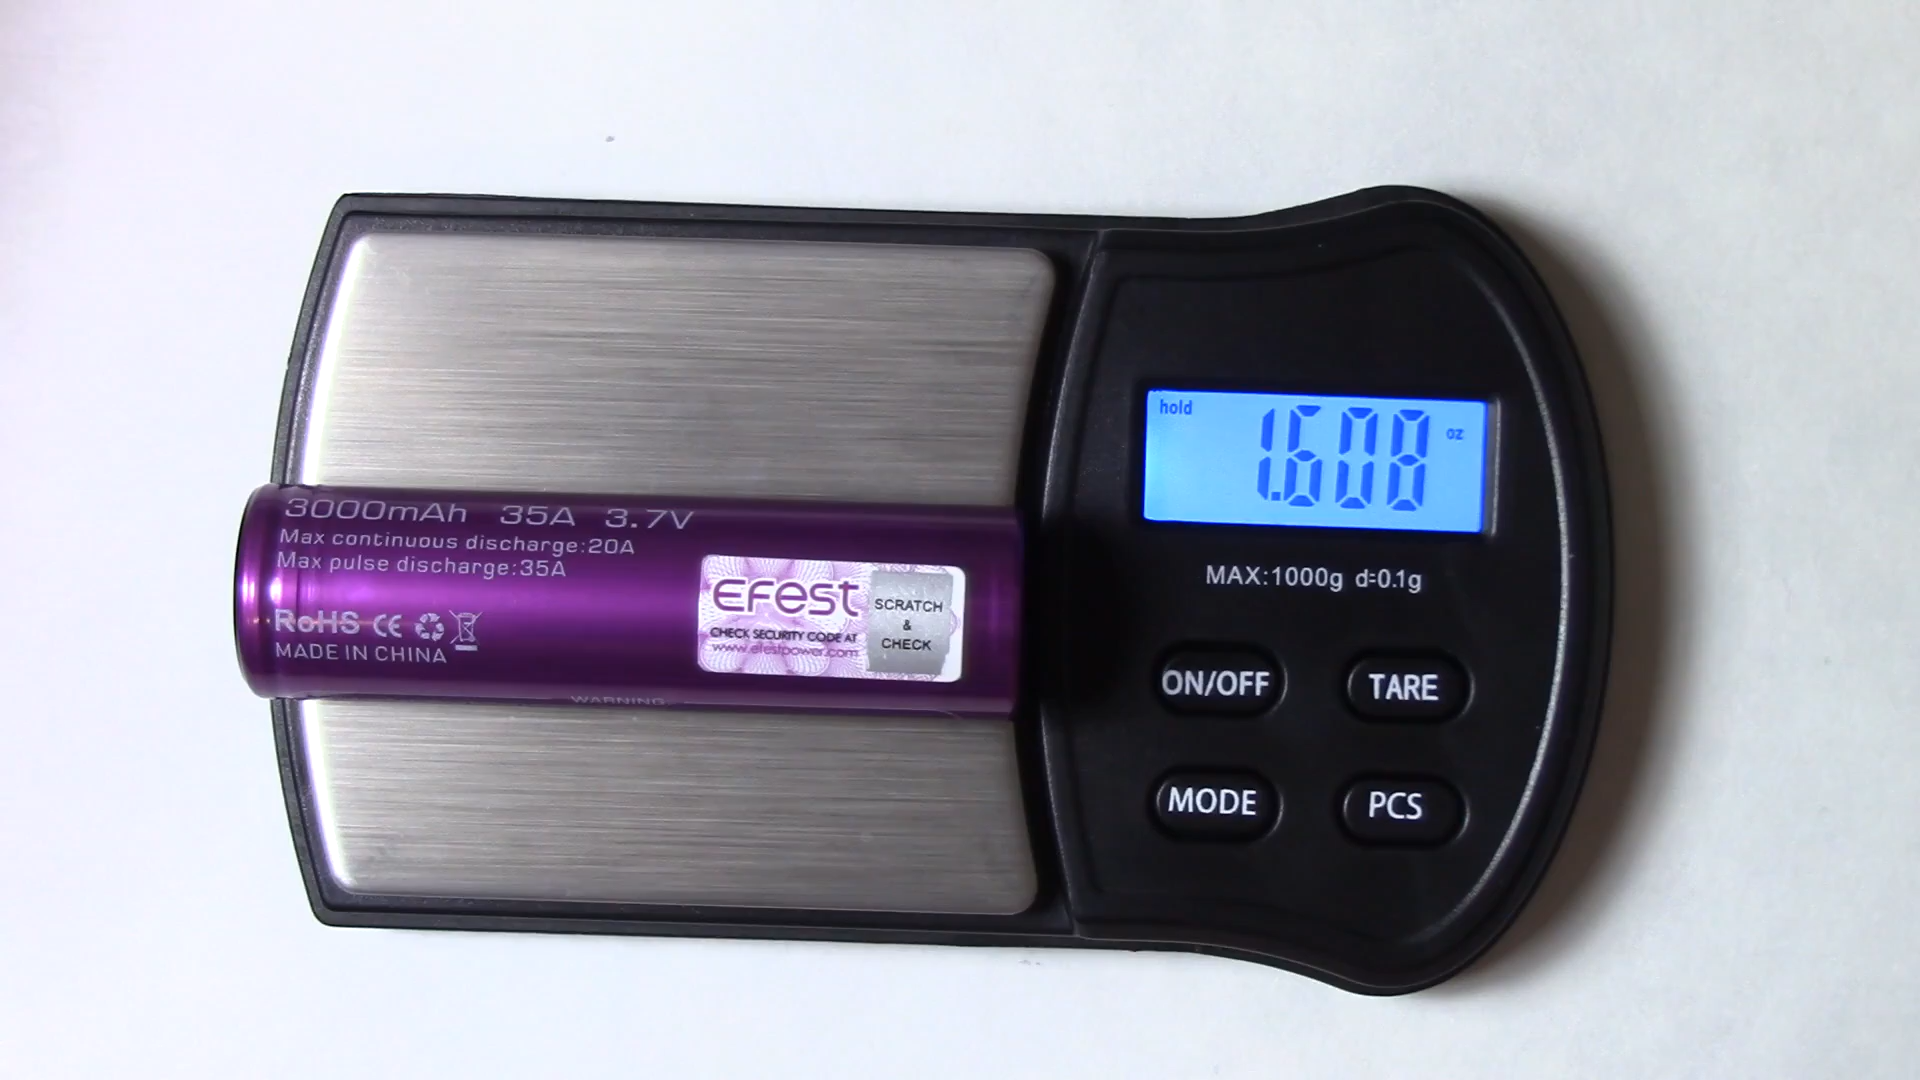 3000mAh 35A 3.7V
Max continuous discharge:20A
Max pulse discharge:35A
RoHS CE
MADE IN CHINA
WARNING:
Efest
CHECK SECURITY CODE AT
www.efestpower.com
SCRATCH
&
CHECK
hold
1.608 oz
MAX:1000g d=0.1g
ON/OFF TARE
MODE PCS